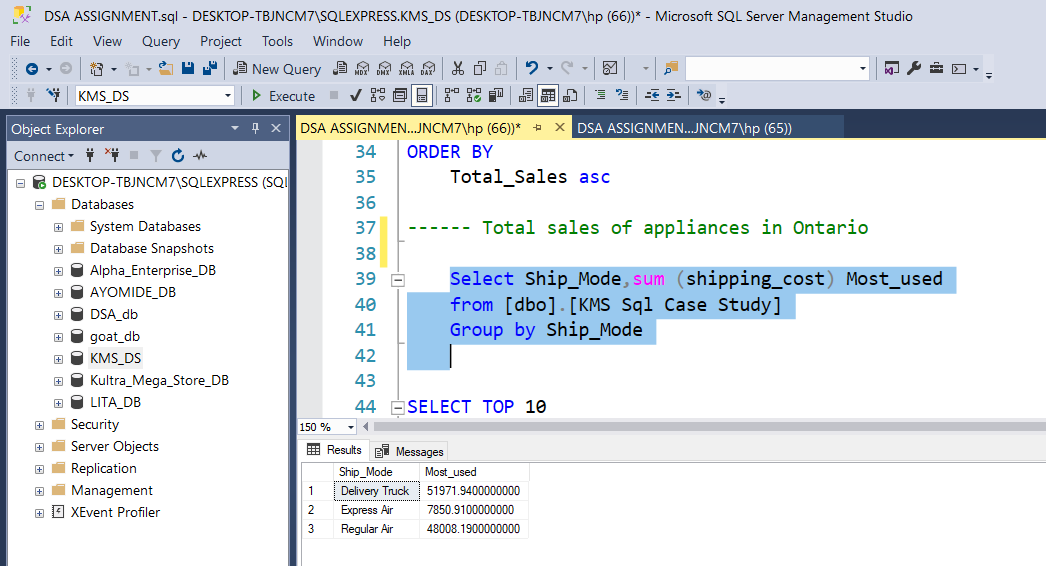 DSA ASSIGNMENT.sql - DESKTOP-TBJNCM7\SQLEXPRESS.KMS_DS (DESKTOP-TBJNCM7\hp (66))* - Microsoft SQL Server Management Studio
File Edit View Query Project Tools Window Help
New Query MDX DMX XMLA DAX
KMS_DS Execute
Object Explorer
Connect
DESKTOP-TBJNCM7\SQLEXPRESS (SQl
Databases
System Databases
Database Snapshots
Alpha_Enterprise_DB
AYOMIDE_DB
DSA_db
goat_db
KMS_DS
Kultra_Mega_Store_DB
LITA_DB
Security
Server Objects
Replication
Management
XEvent Profiler
DSA ASSIGNMEN...JNCM7\hp (66))* DSA ASSIGNMEN...JNCM7\hp (65))
34 ORDER BY
35 Total_Sales asc
36
37 ------ Total sales of appliances in Ontario
38
39 Select Ship_Mode,sum (shipping_cost) Most_used
40 from [dbo].[KMS Sql Case Study]
41 Group by Ship_Mode
42
43
44 SELECT TOP 10
150 %
Results Messages
Ship_Mode Most_used
1 Delivery Truck 51971.9400000000
2 Express Air 7850.9100000000
3 Regular Air 48008.1900000000